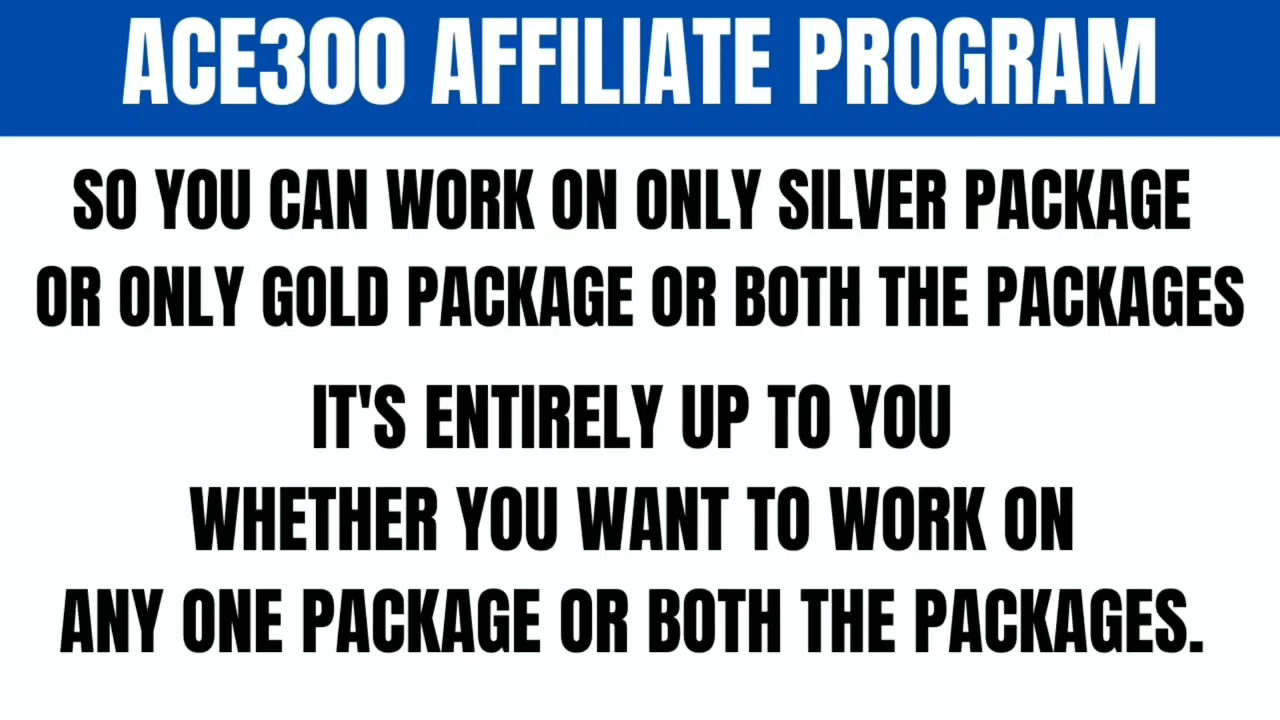 ACE300 AFFILIATE PROGRAM
SO YOU CAN WORK ON ONLY SILVER PACKAGE
OR ONLY GOLD PACKAGE OR BOTH THE PACKAGES
IT'S ENTIRELY UP TO YOU
WHETHER YOU WANT TO WORK ON
ANY ONE PACKAGE OR BOTH THE PACKAGES.